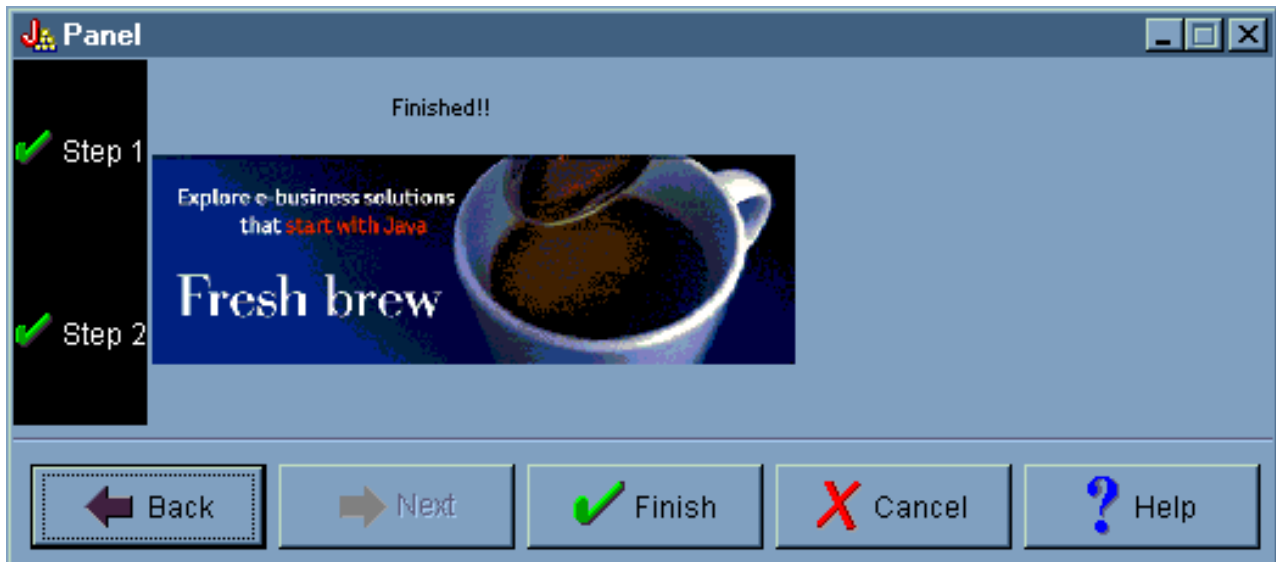 Panel
Finished!!
Step 1
Explore e-business solutions
that start with Java
Fresh brew
Step 2
Back
Next
Finish
Cancel
Help